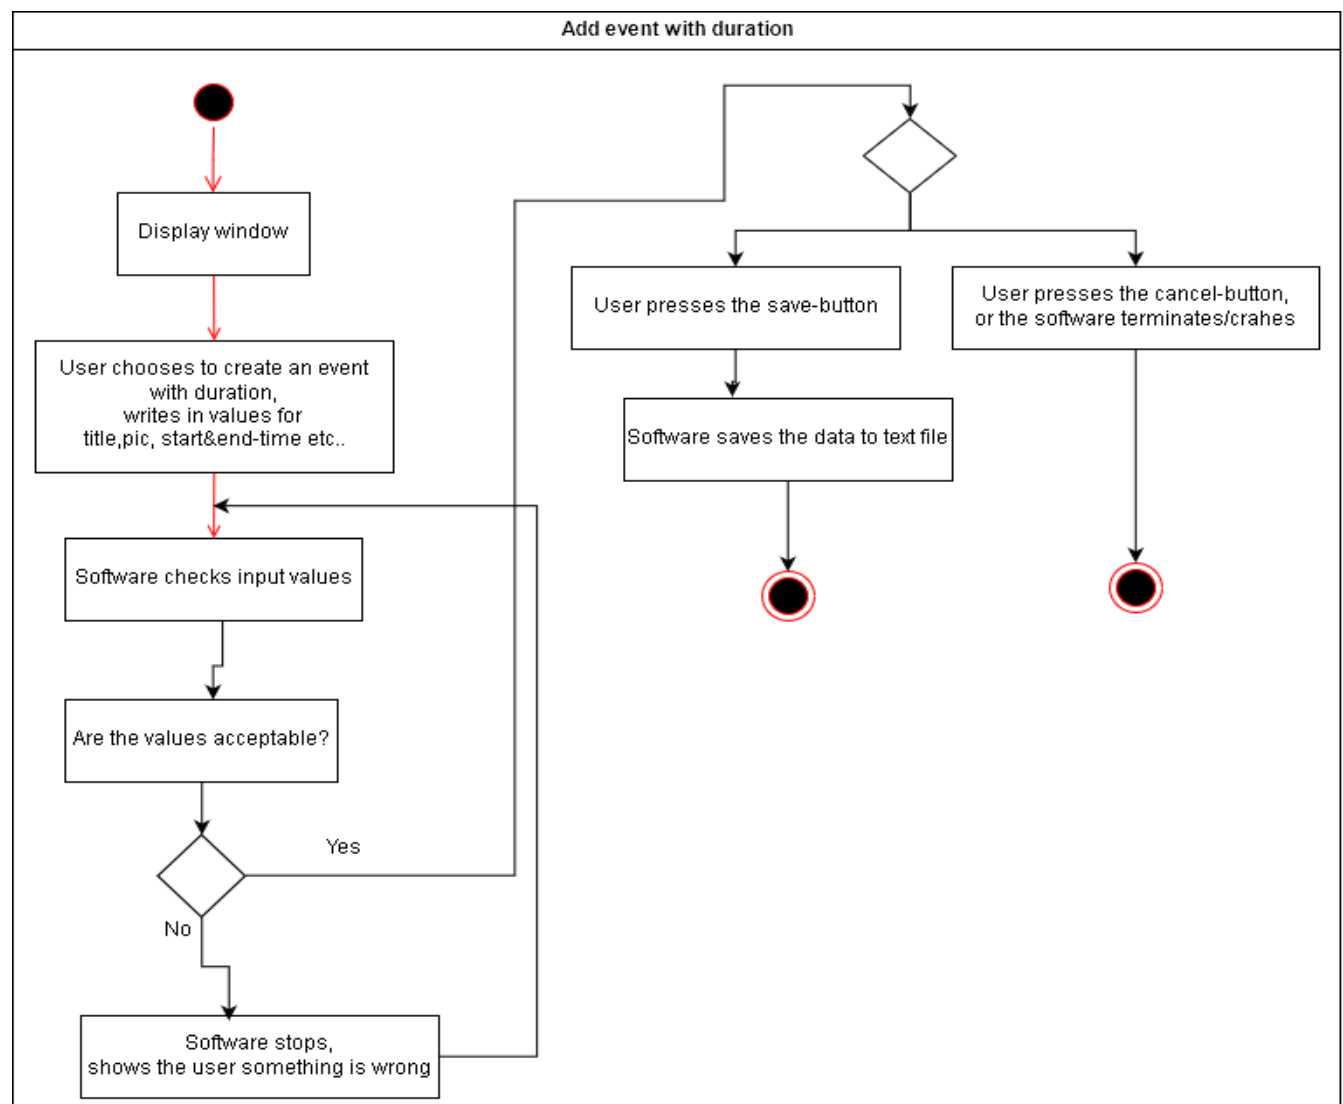 Add event with duration
Display window
User chooses to create an event
with duration,
writes in values for
title,pic, start&end-time etc..
Software checks input values
Are the values acceptable?
Yes
No
Software stops,
shows the user something is wrong
User presses the save-button
Software saves the data to text file
User presses the cancel-button,
or the software terminates/crahes